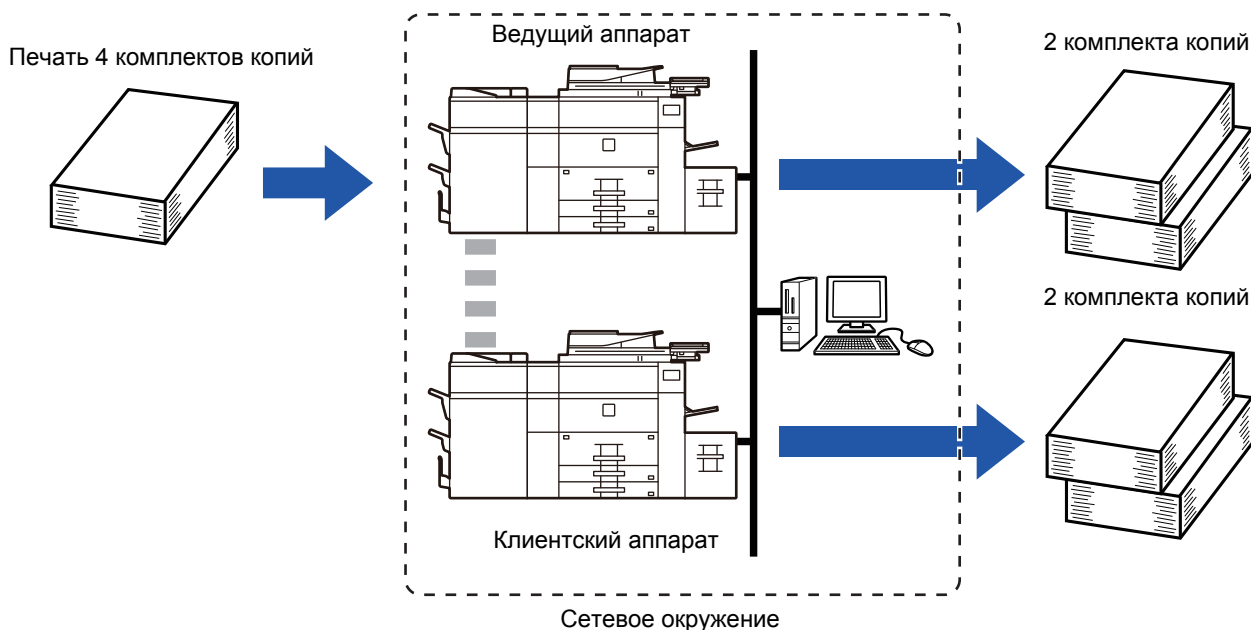 Печать 4 комплектов копий
Ведущий аппарат
2 комплекта копий
2 комплекта копий
Клиентский аппарат
Сетевое окружение